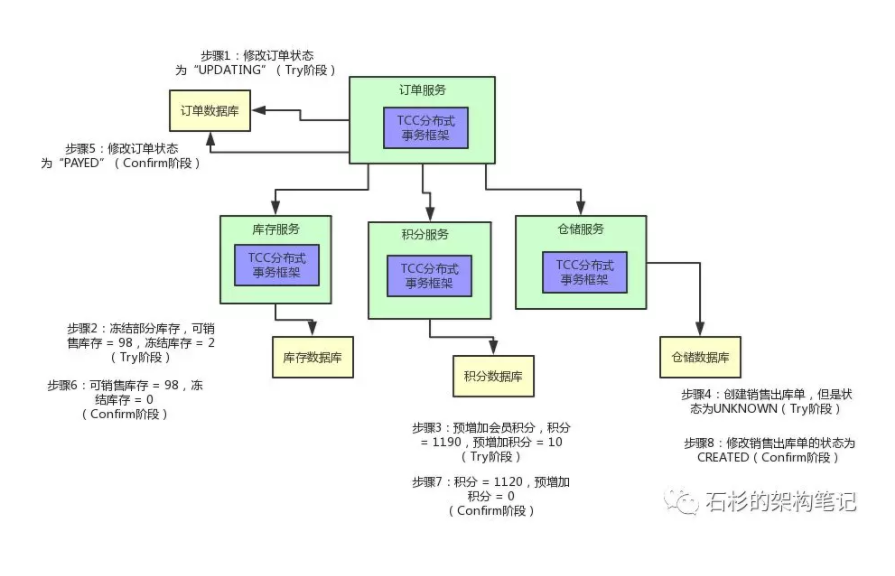 步骤1：修改订单状态
为“UPDATING”（Try阶段）
订单服务
订单数据库
TCC分布式
事务框架
步骤5：修改订单状态
为“PAYED”（Confirm阶段）
库存服务
TCC分布式
事务框架
积分服务
TCC分布式
事务框架
仓储服务
TCC分布式
事务框架
步骤2：冻结部分库存，可销
售库存 = 98，冻结库存 = 2
（Try阶段）
库存数据库
积分数据库
仓储数据库
步骤6：可销售库存 = 98，冻
结库存 = 0
（Confirm阶段）
步骤3：预增加会员积分，积分
= 1190，预增加积分 = 10
（Try阶段）
步骤7：积分 = 1120，预增加
积分 = 0
（Confirm阶段）
步骤4：创建销售出库单，但是状
态为UNKNOWN（Try阶段）
步骤8：修改销售出库单的状态为
CREATED（Confirm阶段）
石杉的架构笔记